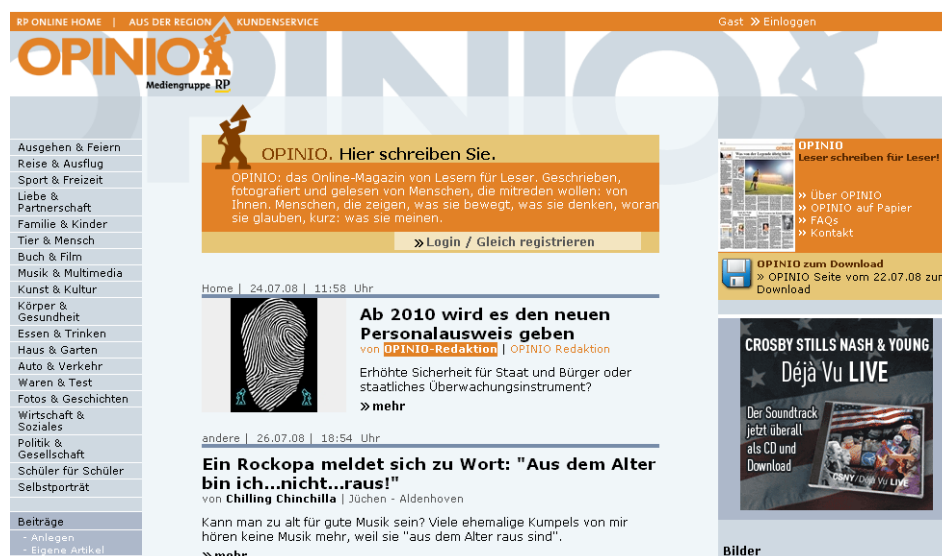 RP ONLINE HOME | AUS DER REGION KUNDENSERVICE
Gast » Einloggen
OPINIO
Mediengruppe RP
Ausgehen & Feiern
Reise & Ausflug
Sport & Freizeit
Liebe &
Partnerschaft
Familie & Kinder
Tier & Mensch
Buch & Film
Musik & Multimedia
Kunst & Kultur
Körper &
Gesundheit
Essen & Trinken
Haus & Garten
Auto & Verkehr
Waren & Test
Fotos & Geschichten
Wirtschaft &
Soziales
Politik &
Gesellschaft
Schüler für Schüler
Selbstporträt
Beiträge
- Anlegen
- Eigene Artikel
OPINIO. Hier schreiben Sie.
OPINIO: das Online-Magazin von Lesern für Leser. Geschrieben,
fotografiert und gelesen von Menschen, die mitreden wollen: von
Ihnen. Menschen, die zeigen, was sie bewegt, was sie denken, woran
sie glauben, kurz: was sie meinen.
» Login / Gleich registrieren
Home | 24.07.08 | 11:58 Uhr
Ab 2010 wird es den neuen
Personalausweis geben
von OPINIO-Redaktion | OPINIO Redaktion
Erhöhte Sicherheit für Staat und Bürger oder
staatliches Überwachungsinstrument?
» mehr
andere | 26.07.08 | 18:54 Uhr
Ein Rockopa meldet sich zu Wort: "Aus dem Alter
bin ich...nicht...raus!"
von Chilling Chinchilla | Jüchen - Aldenhoven
Kann man zu alt für gute Musik sein? Viele ehemalige Kumpels von mir
hören keine Musik mehr, weil sie "aus dem Alter raus sind".
» mehr
OPINIO
Leser schreiben für Leser!
» Über OPINIO
» OPINIO auf Papier
» FAQs
» Kontakt
OPINIO zum Download
» OPINIO Seite vom 22.07.08 zur
Download
CROSBY STILLS NASH & YOUNG
Déjà Vu LIVE
Der Soundtrack
jetzt überall
als CD und
Download
CSNY/Déjà Vu LIVE
Bilder